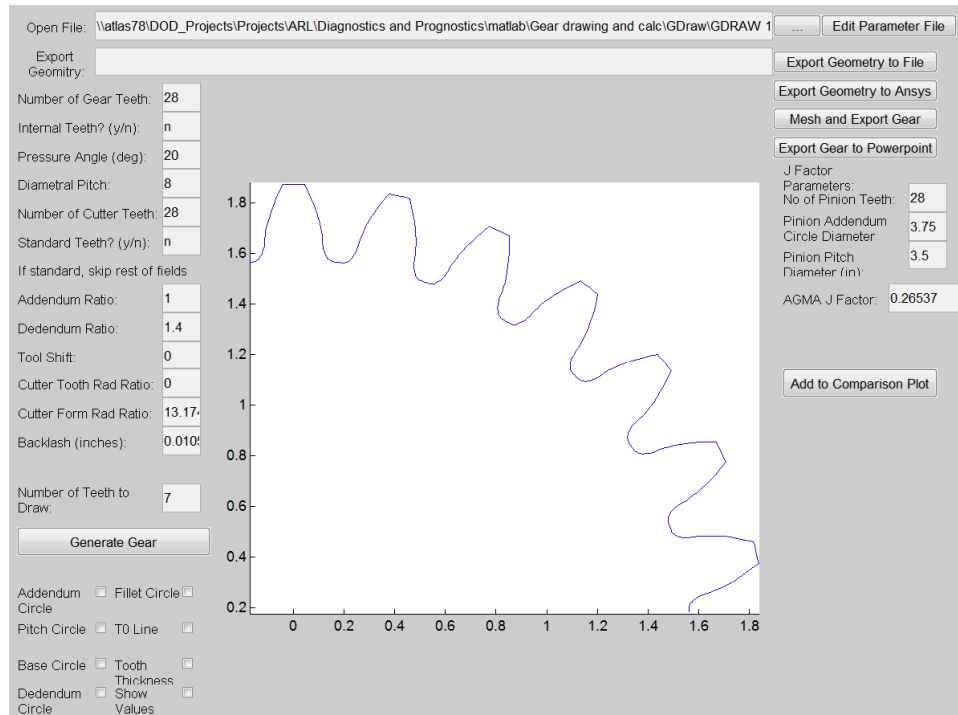 Open File: \\atlas78\DOD_Projects\Projects\ARL\Diagnostics and Prognostics\matlab\Gear drawing and calc\GDraw\GDRAW 1 ... Edit Parameter File
Export
Geomitry:
Export Geometry to File
Number of Gear Teeth: 28
Export Geometry to Ansys
Internal Teeth? (y/n): n
Mesh and Export Gear
Pressure Angle (deg): 20
Export Gear to Powerpoint
Diametral Pitch: 8
J Factor
Parameters:
No of Pinion Teeth: 28
Number of Cutter Teeth: 28
Pinion Addendum
Circle Diameter 3.75
Standard Teeth? (y/n): n
Pinion Pitch
Diameter (in): 3.5
If standard, skip rest of fields
Addendum Ratio: 1
AGMA J Factor: 0.26537
Dedendum Ratio: 1.4
Tool Shift: 0
Cutter Tooth Rad Ratio: 0
Add to Comparison Plot
Cutter Form Rad Ratio: 13.174
Backlash (inches): 0.0105
Number of Teeth to
Draw: 7
Generate Gear
Addendum
Circle
Fillet Circle
Pitch Circle
T0 Line
Base Circle
Tooth
Thickness
Dedendum
Circle
Show
Values
1.8
1.6
1.4
1.2
1
0.8
0.6
0.4
0.2
0 0.2 0.4 0.6 0.8 1 1.2 1.4 1.6 1.8